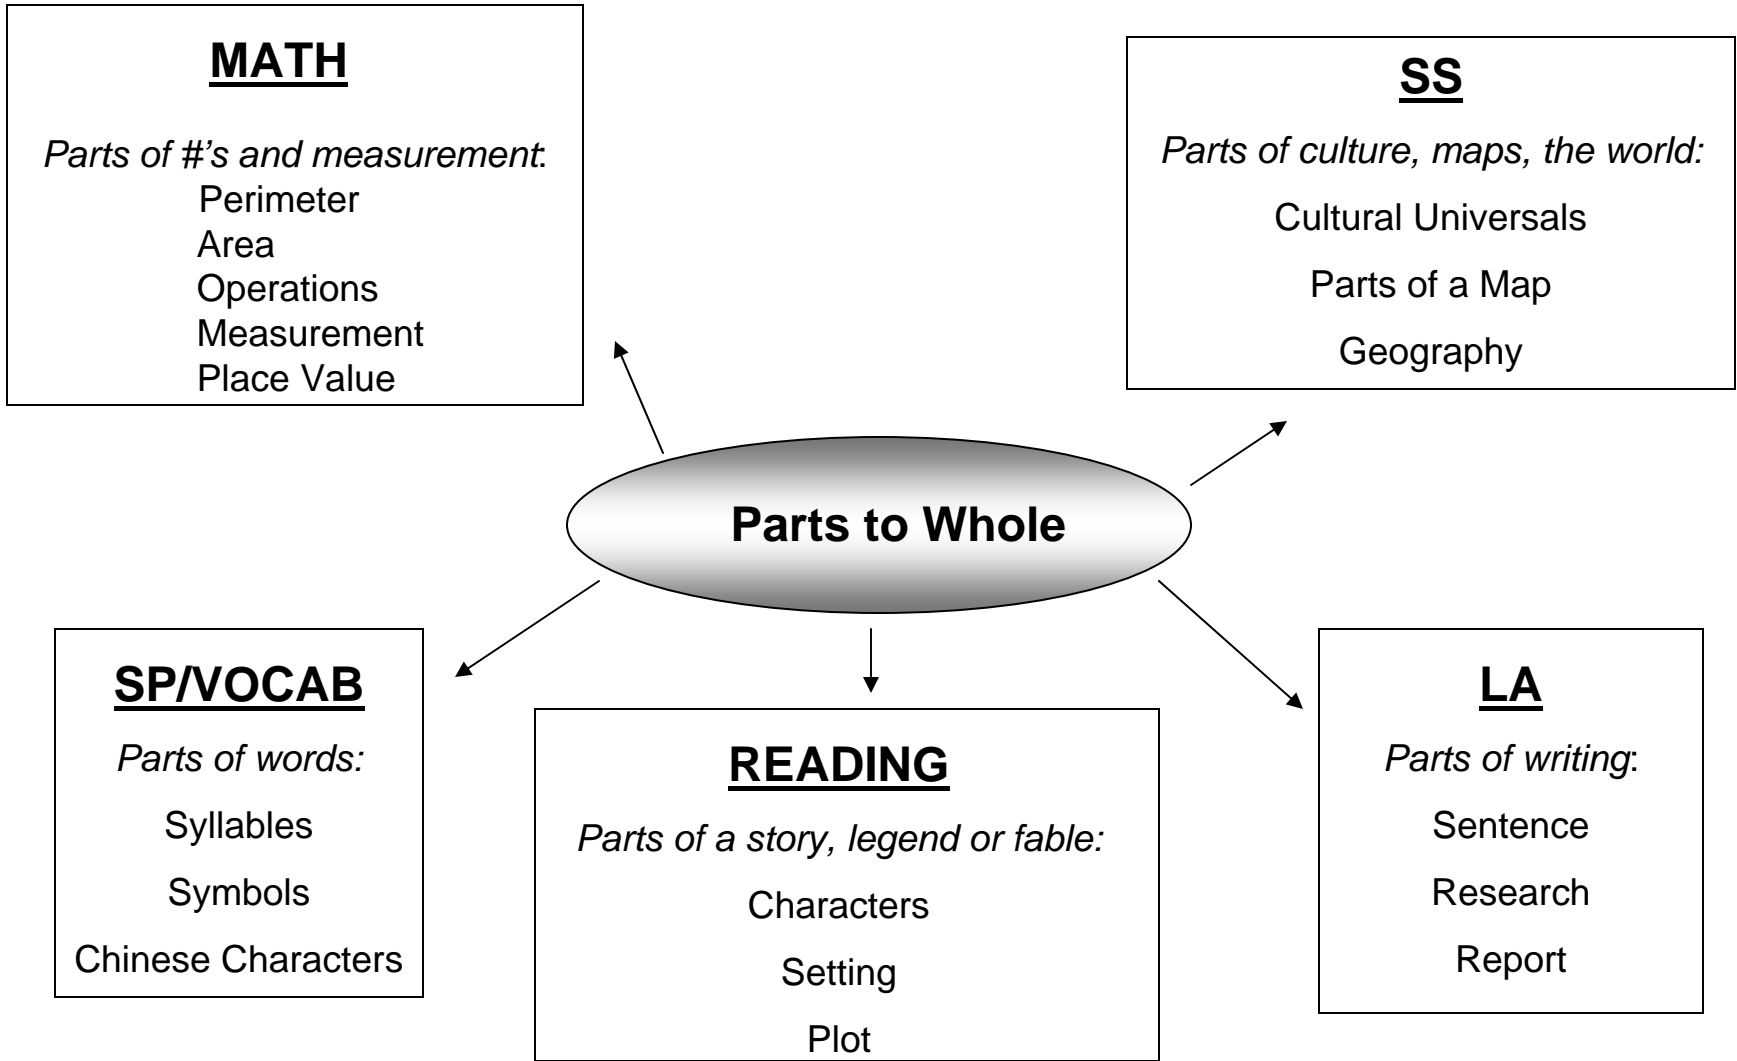 MATH
Parts of #'s and measurement:
Perimeter
Area
Operations
Measurement
Place Value
SS
Parts of culture, maps, the world:
Cultural Universals
Parts of a Map
Geography
Parts to Whole
SP/VOCAB
Parts of words:
Syllables
Symbols
Chinese Characters
READING
Parts of a story, legend or fable:
Characters
Setting
Plot
LA
Parts of writing:
Sentence
Research
Report